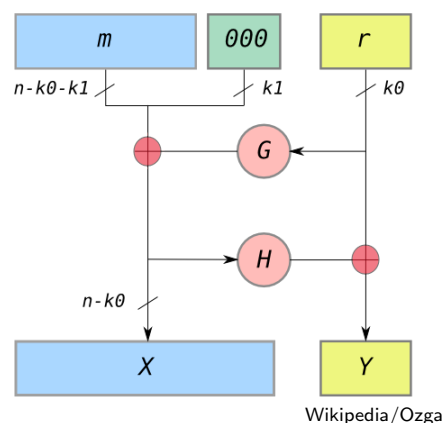 m 000 r
n-k0-k1 k1 k0
G
H
n-k0
X Y
Wikipedia/Ozga